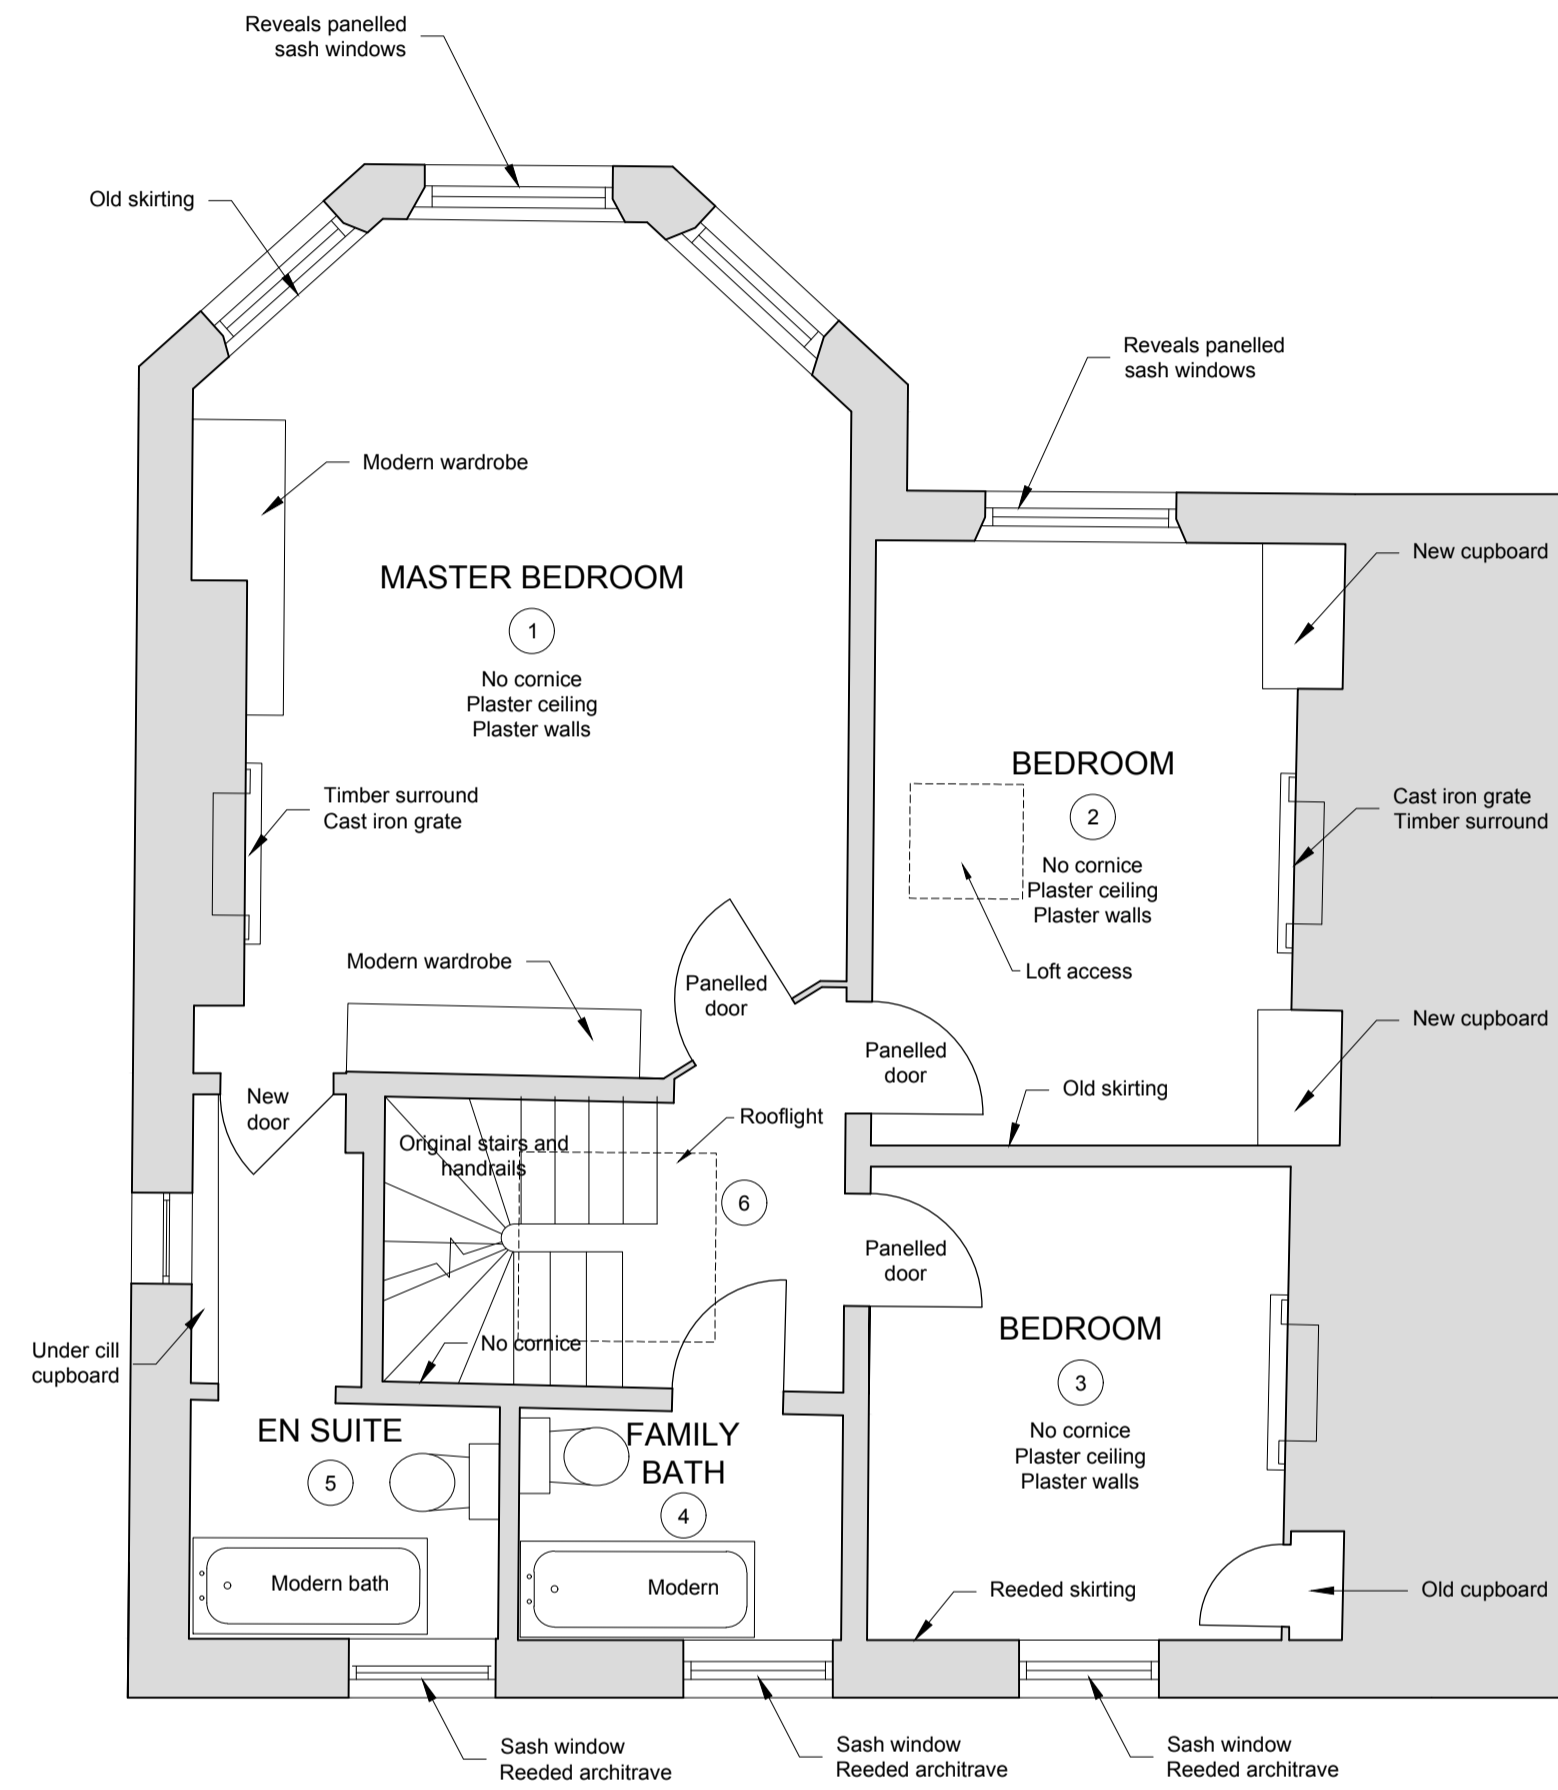 Reveals panelled
sash windows
Old skirting
Reveals panelled
sash windows
Modern wardrobe
New cupboard
MASTER BEDROOM
1
No cornice
Plaster ceiling
Plaster walls
BEDROOM
2
No cornice
Plaster ceiling
Plaster walls
Timber surround
Cast iron grate
Cast iron grate
Timber surround
Modern wardrobe
Loft access
Panelled
door
New cupboard
Panelled
door
Old skirting
New
door
Rooflight
Original stairs and
handrails
6
Panelled
door
No cornice
BEDROOM
3
No cornice
Plaster ceiling
Plaster walls
Under cill
cupboard
EN SUITE
5
FAMILY
BATH
4
Modern bath
Modern
Reeded skirting
Old cupboard
Sash window
Reeded architrave
Sash window
Reeded architrave
Sash window
Reeded architrave